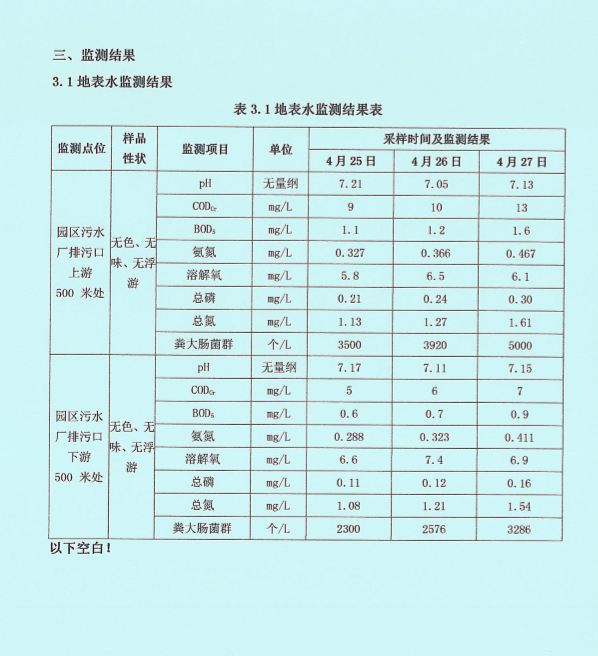 三、监测结果
3.1地表水监测结果
表 3.1地表水监测结果表
监测点位 样品性状 监测项目 单位 采样时间及监测结果
4月25日 4月26日 4月27日
园区污水厂排污口上游500 米处 无色、无味、无浮游 pH 无量纲 7.21 7.05 7.13
CODCr mg/L 9 10 13
BOD5 mg/L 1.1 1.2 1.6
氨氮 mg/L 0.327 0.366 0.467
溶解氧 mg/L 5.8 6.5 6.1
总磷 mg/L 0.21 0.24 0.30
总氮 mg/L 1.13 1.27 1.61
粪大肠菌群 个/L 3500 3920 5000
园区污水厂排污口下游500 米处 无色、无味、无浮游 pH 无量纲 7.17 7.11 7.15
CODCr mg/L 5 6 7
BOD5 mg/L 0.6 0.7 0.9
氨氮 mg/L 0.288 0.323 0.411
溶解氧 mg/L 6.6 7.4 6.9
总磷 mg/L 0.11 0.12 0.16
总氮 mg/L 1.08 1.21 1.54
粪大肠菌群 个/L 2300 2576 3286
以下空白！